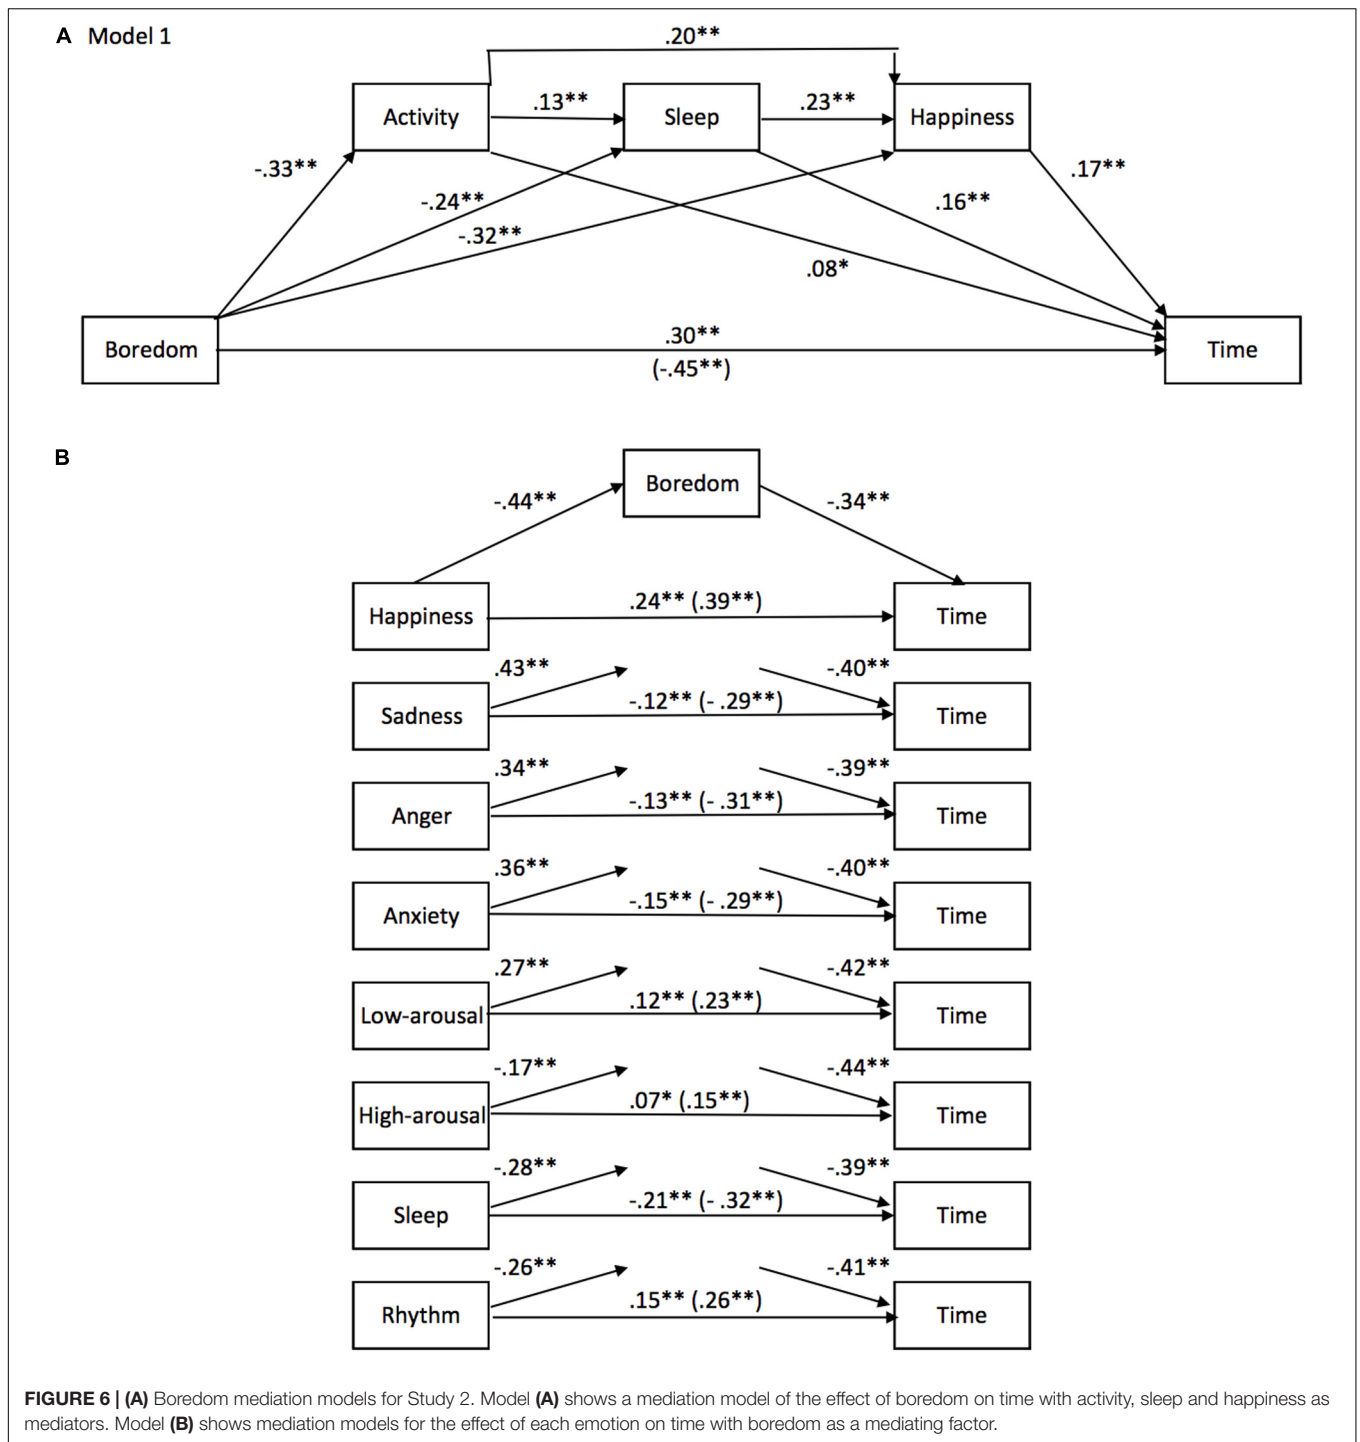 A Model 1
.20**
Activity
.13**
Sleep
.23**
Happiness
-.33**
-.24**
-.32**
.16**
.17**
.08*
Boredom
.30**
(-.45**)
Time
B
Boredom
-.44**
-.34**
Happiness
.24** (.39**)
Time
.43**
-.40**
Sadness
-.12** (- .29**)
Time
.34**
-.39**
Anger
-.13** (- .31**)
Time
.36**
-.40**
Anxiety
-.15** (- .29**)
Time
.27**
-.42**
Low-arousal
.12** (.23**)
Time
-.17**
-.44**
High-arousal
.07* (.15**)
Time
-.28**
-.39**
Sleep
-.21** (- .32**)
Time
-.26**
-.41**
Rhythm
.15** (.26**)
Time
FIGURE 6 | (A) Boredom mediation models for Study 2. Model (A) shows a mediation model of the effect of boredom on time with activity, sleep and happiness as
mediators. Model (B) shows mediation models for the effect of each emotion on time with boredom as a mediating factor.